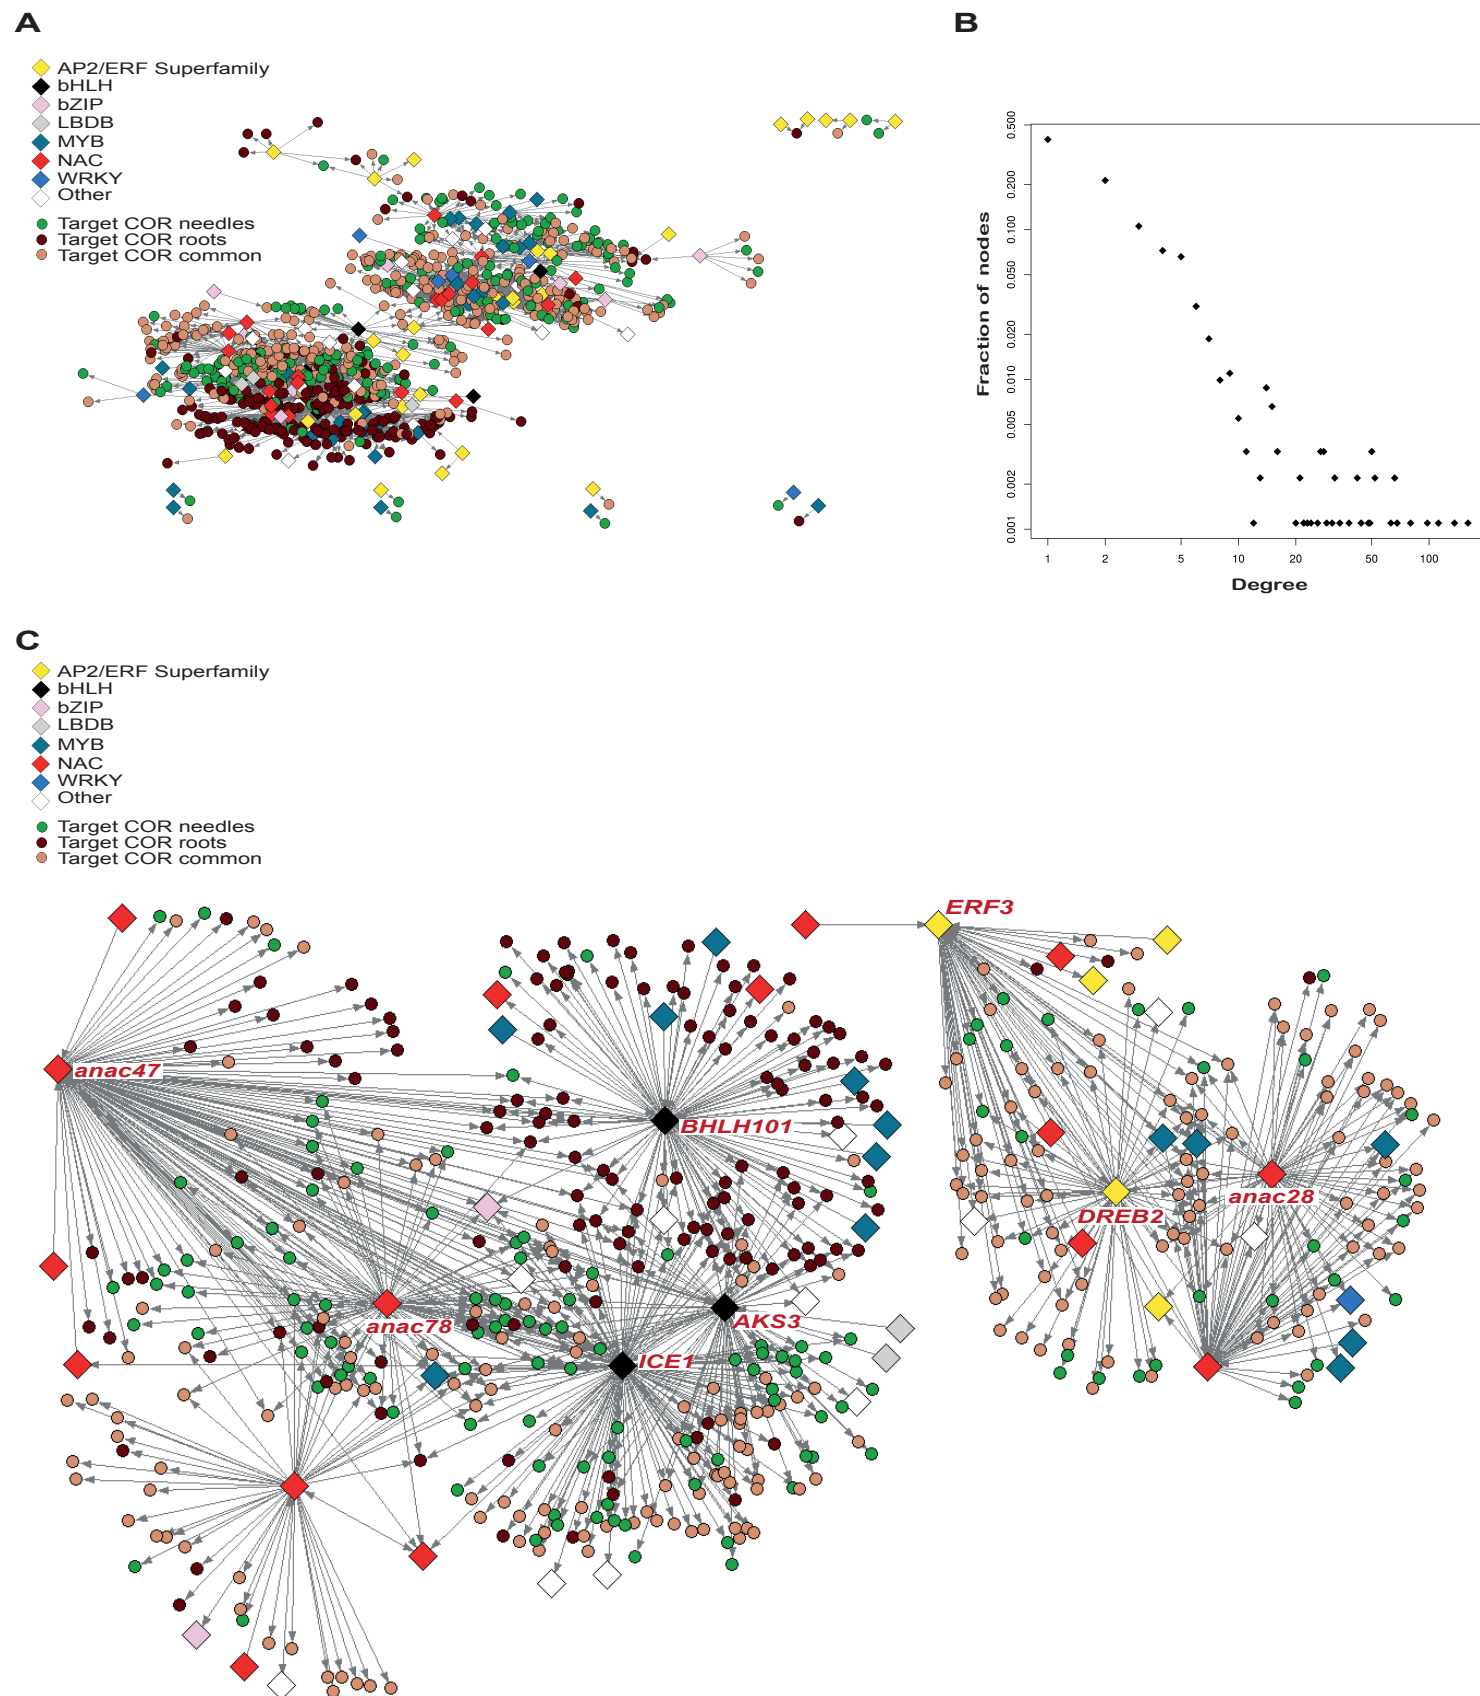 A
AP2/ERF Superfamily
bHLH
bZIP
LBDB
MYB
NAC
WRKY
Other
Target COR needles
Target COR roots
Target COR common
B
Fraction of nodes
0.500
0.200
0.100
0.050
0.020
0.010
0.005
0.002
0.001
1 2 5 10 20 50 100
Degree
C
AP2/ERF Superfamily
bHLH
bZIP
LBDB
MYB
NAC
WRKY
Other
Target COR needles
Target COR roots
Target COR common
ERF3
anac47
BHLH101
anac28
DREB2
anac78
AKS3
ICE1